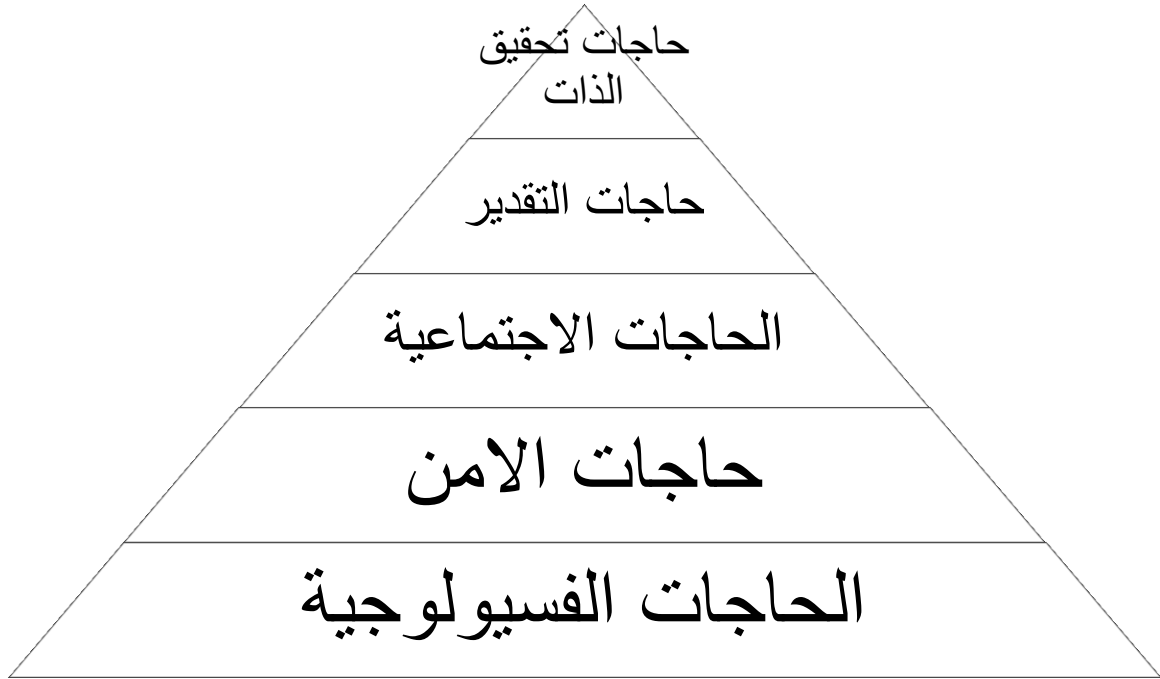 حاجات تحقيق
الذات
حاجات التقدير
الحاجات الاجتماعية
حاجات الامن
الحاجات الفسيولوجية